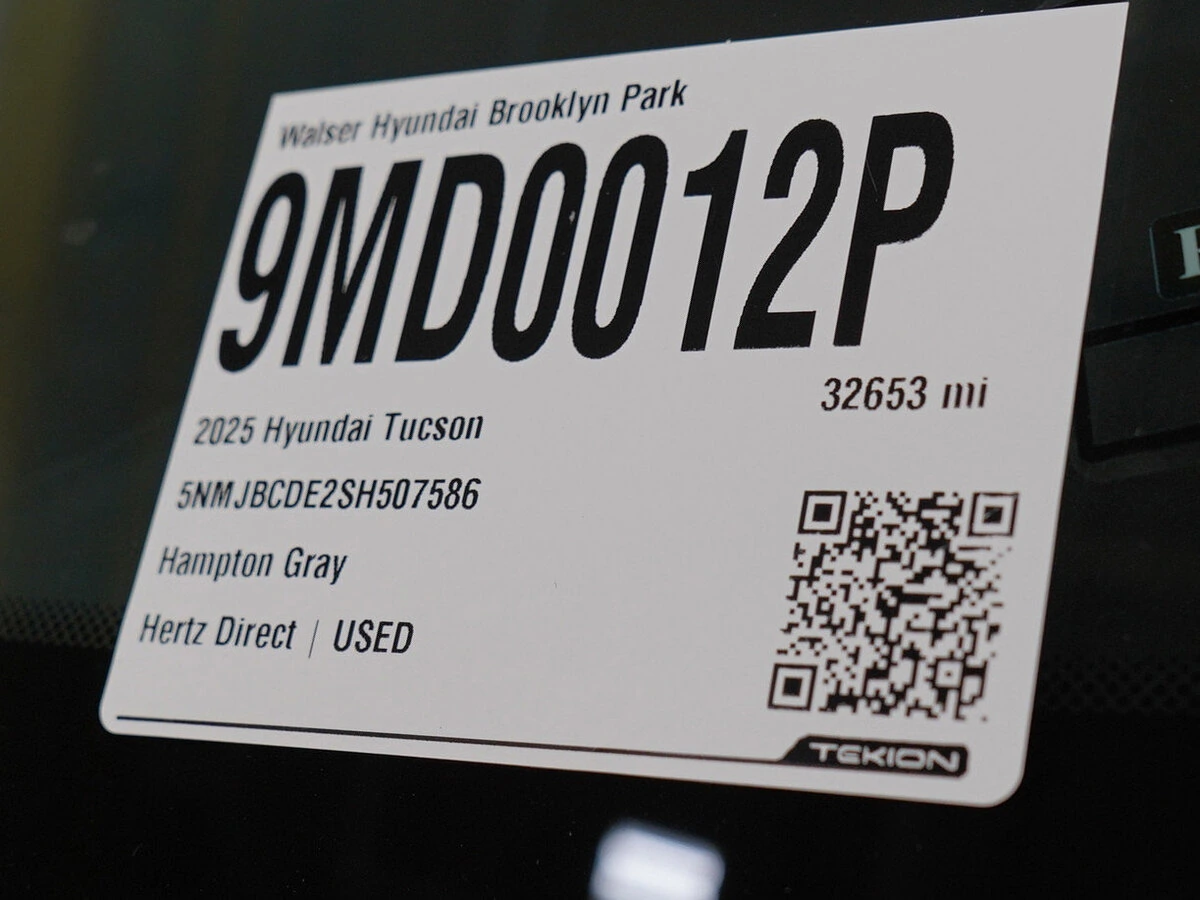 Walser Hyundai Brooklyn Park
9MD0012P
32653 mi
2025 Hyundai Tucson
5NMJBCDE2SH507586
Hampton Gray
Hertz Direct | USED
TEKION